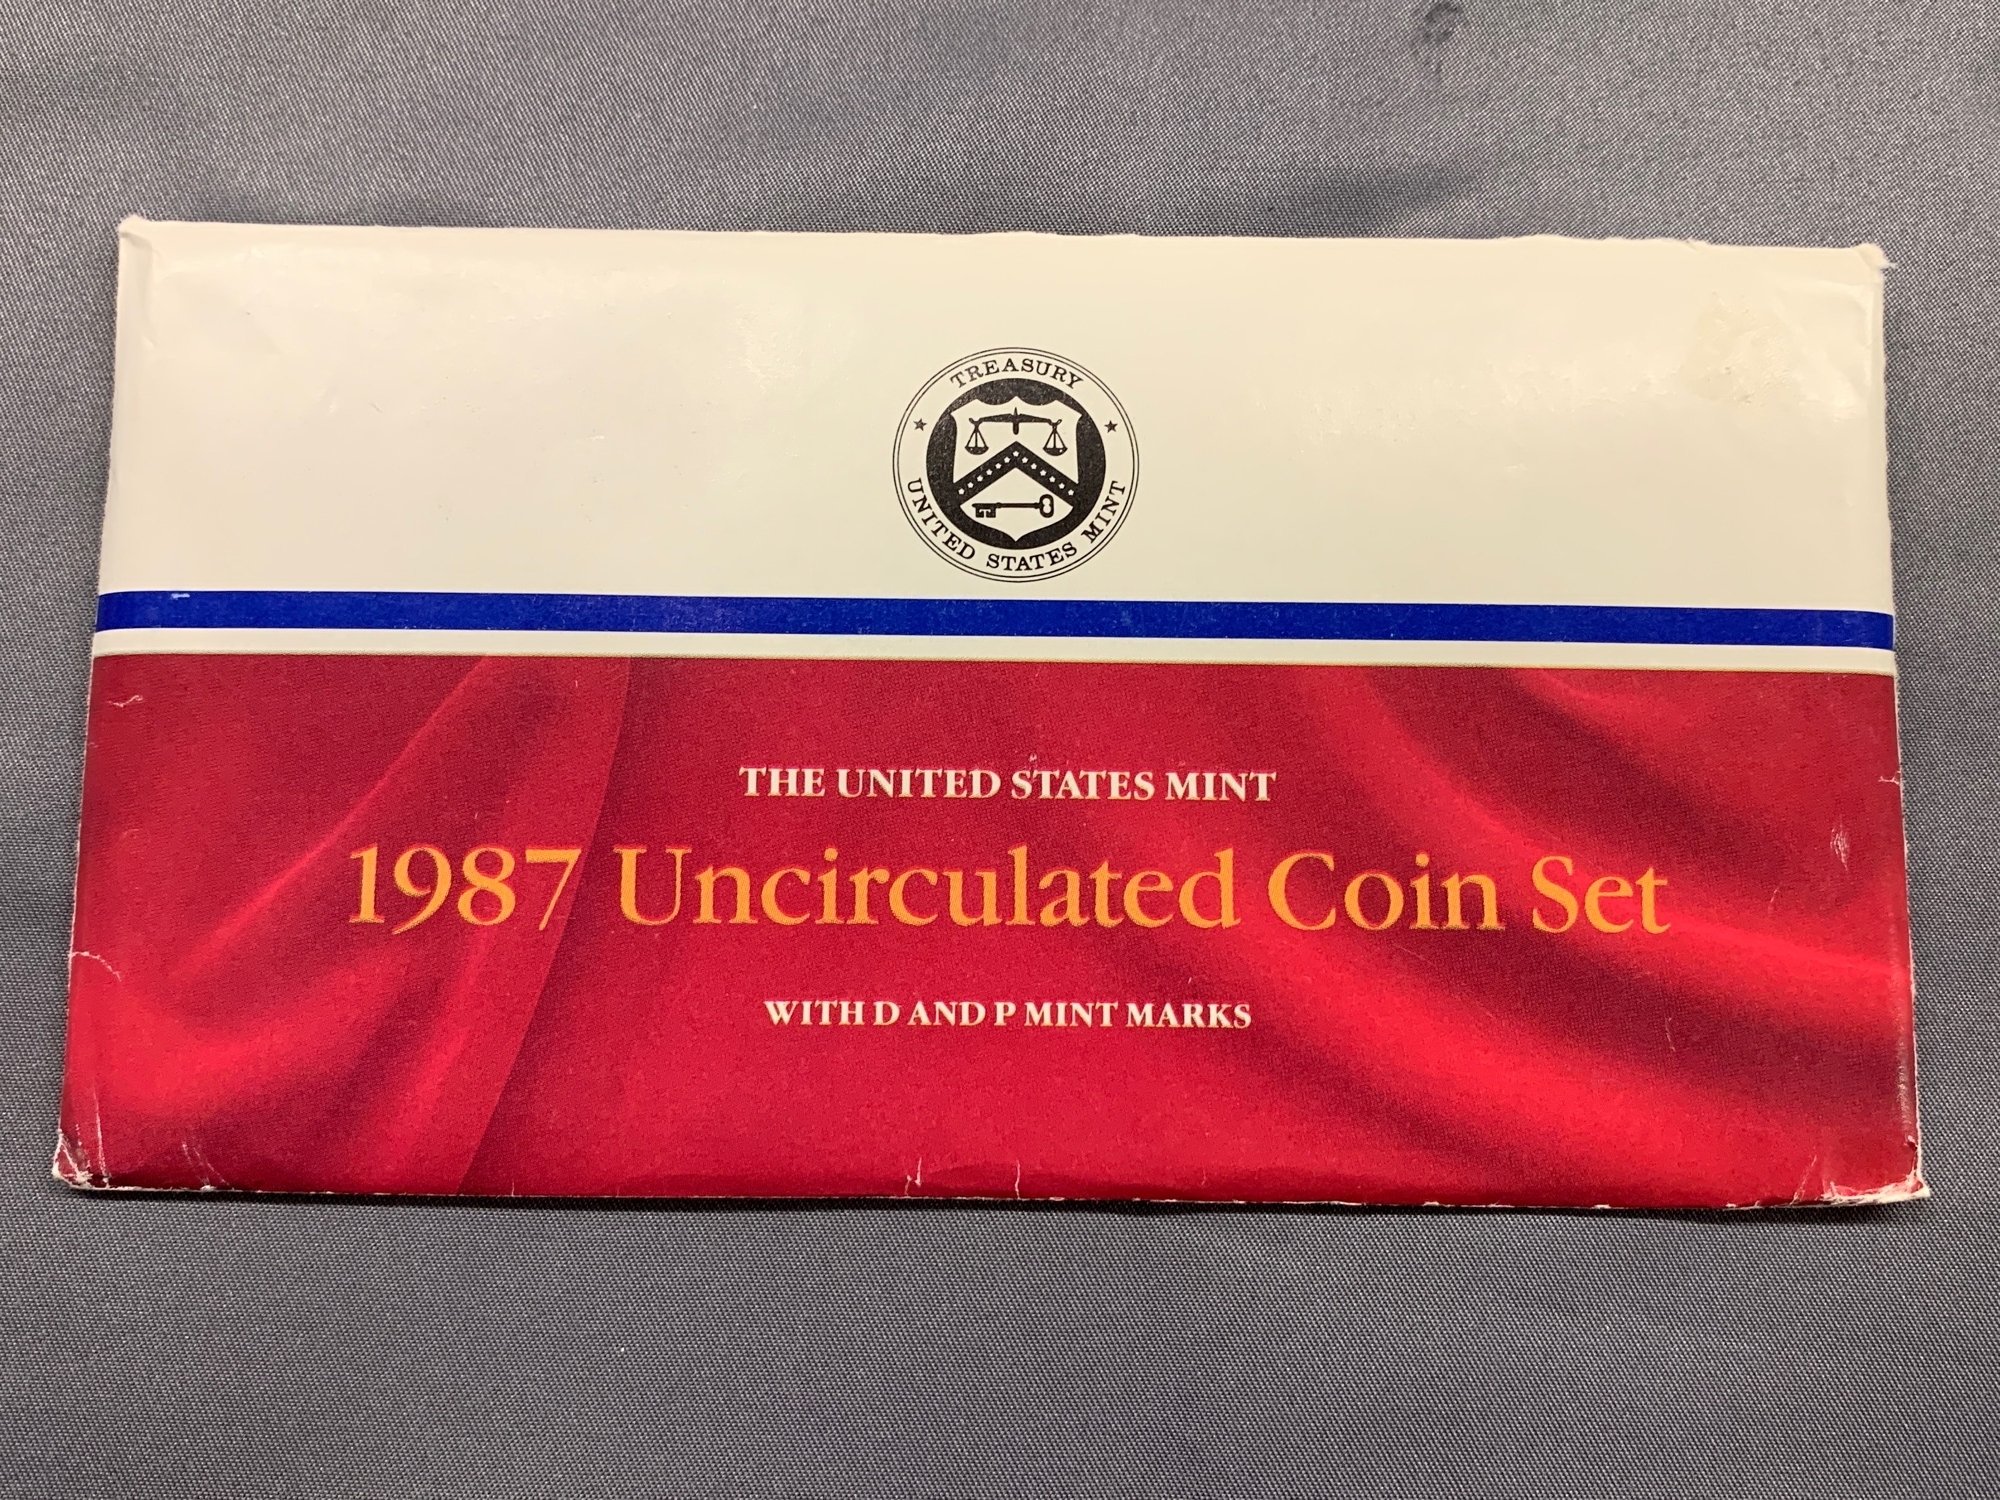 TREASURY
UNITED STATES MINT
THE UNITED STATES MINT
1987 Uncirculated Coin Set
WITH D AND P MINT MARKS